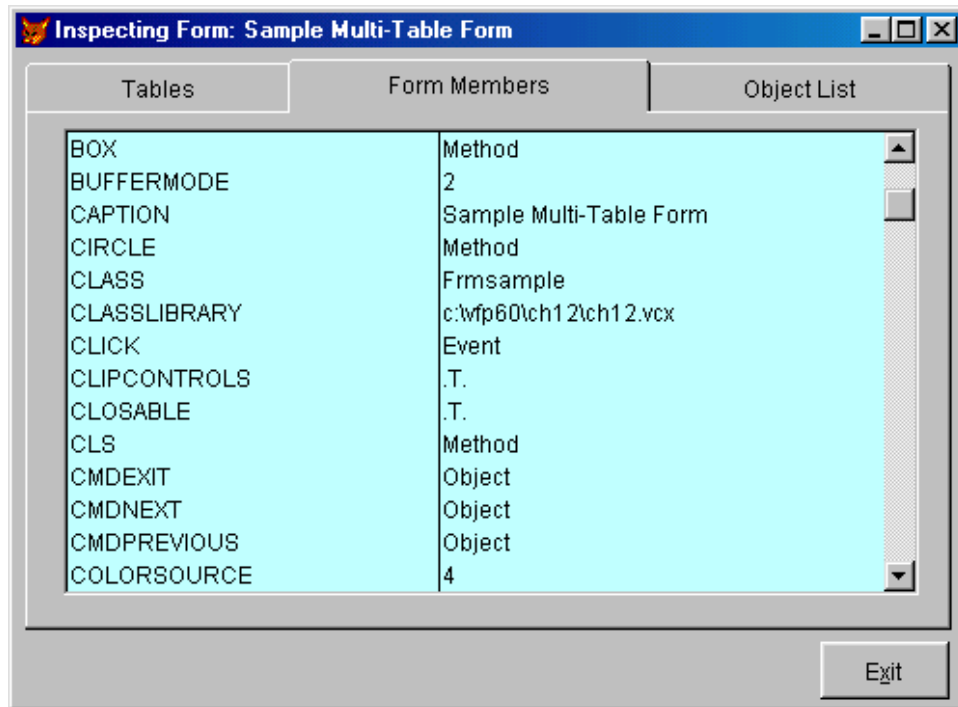 Inspecting Form: Sample Multi-Table Form
Tables Form Members Object List
BOX Method
BUFFERMODE 2
CAPTION Sample Multi-Table Form
CIRCLE Method
CLASS Frmsample
CLASSLIBRARY c:\vfp60\ch12\ch12.vcx
CLICK Event
CLIPCONTROLS .T.
CLOSABLE .T.
CLS Method
CMDEXIT Object
CMDNEXT Object
CMDPREVIOUS Object
COLORSOURCE 4
Exit